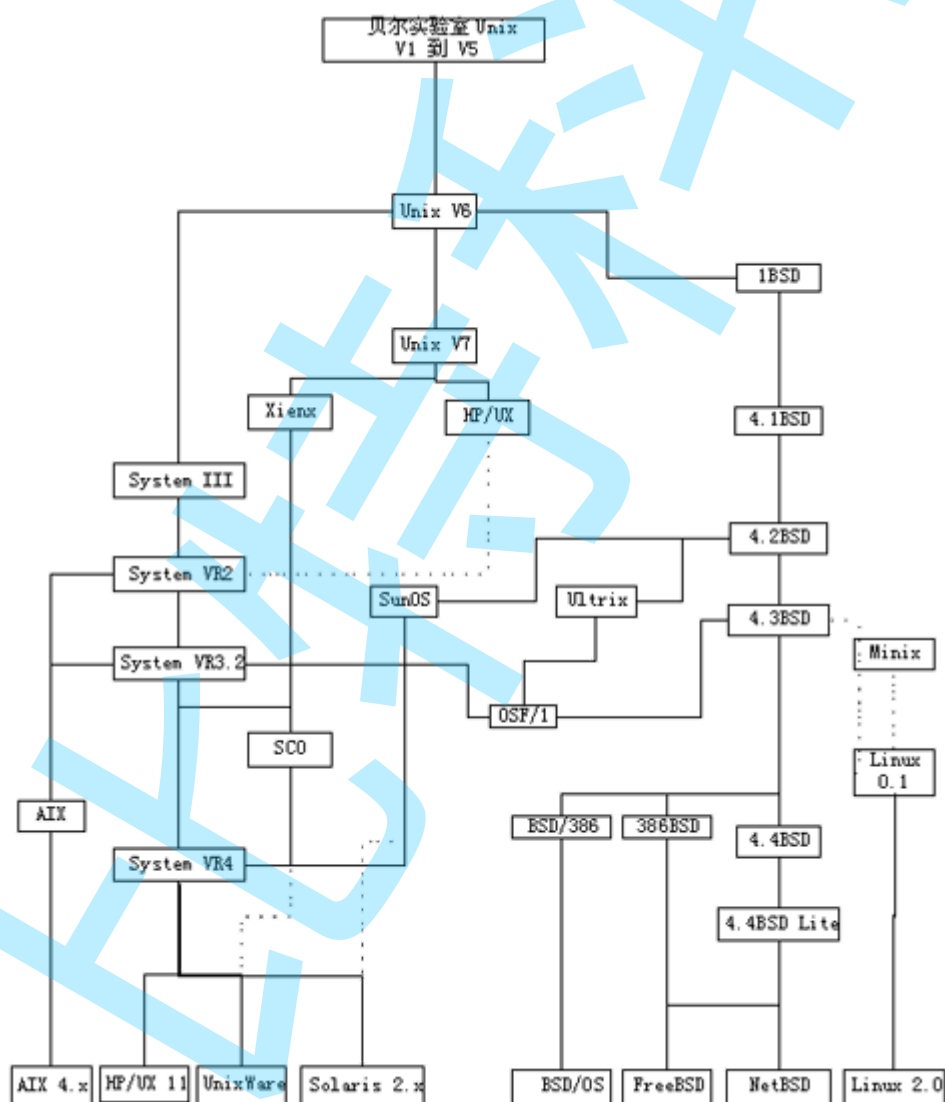 贝尔实验室 Unix
V1 到 V5
Unix V6
1BSD
Unix V7
Xienx
HP/UX
4.1BSD
System III
4.2BSD
System VR2
SunOS
Ultrix
4.3BSD
System VR3.2
Minix
OSF/1
SCO
Linux
0.1
AIX
BSD/386
386BSD
4.4BSD
System VR4
4.4BSD Lite
AIX 4.x
HP/UX 11
UnixWare
Solaris 2.x
BSD/OS
FreeBSD
NetBSD
Linux 2.0